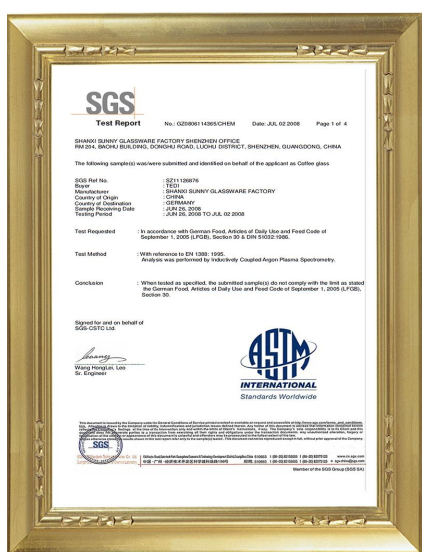 SGS
Test Report No.: GZ0806114365/CHEM Date: JUL 02 2008 Page 1 of 4
SHANXI SUNNY GLASSWARE FACTORY SHENZHEN OFFICE
RM 204, BAOHU BUILDING, DONGHU ROAD, LUOHU DISTRICT, SHENZHEN, GUANGDONG, CHINA
The following sample(s) was/were submitted and identified on behalf of the applicant as Coffee glass
SGS Ref No. : SZ11126876
Buyer : TEDI
Manufacturer : SHANXI SUNNY GLASSWARE FACTORY
Country of Origin : CHINA
Country of Destination : GERMANY
Sample Receiving Date : JUN 26, 2008
Testing Period : JUN 26, 2008 TO JUL 02 2008
Test Requested : In accordance with German Food, Articles of Daily Use and Feed Code of
September 1, 2005 (LFGB), Section 30 & DIN 51032:1986.
Test Method : With reference to EN 1388: 1995.
Analysis was performed by Inductively Coupled Argon Plasma Spectrometry.
Conclusion : When tested as specified, the submitted sample(s) do not comply with the limit as stated
the German Food, Articles of Daily Use and Feed Code of September 1, 2005 (LFGB),
Section 30.
Signed for and on behalf of
SGS-CSTC Ltd.
Wang HongLei, Leo
Sr. Engineer
ASTM
INTERNATIONAL
Standards Worldwide
SGS
www.cn.sgs.com
Member of the SGS Group (SGS SA)